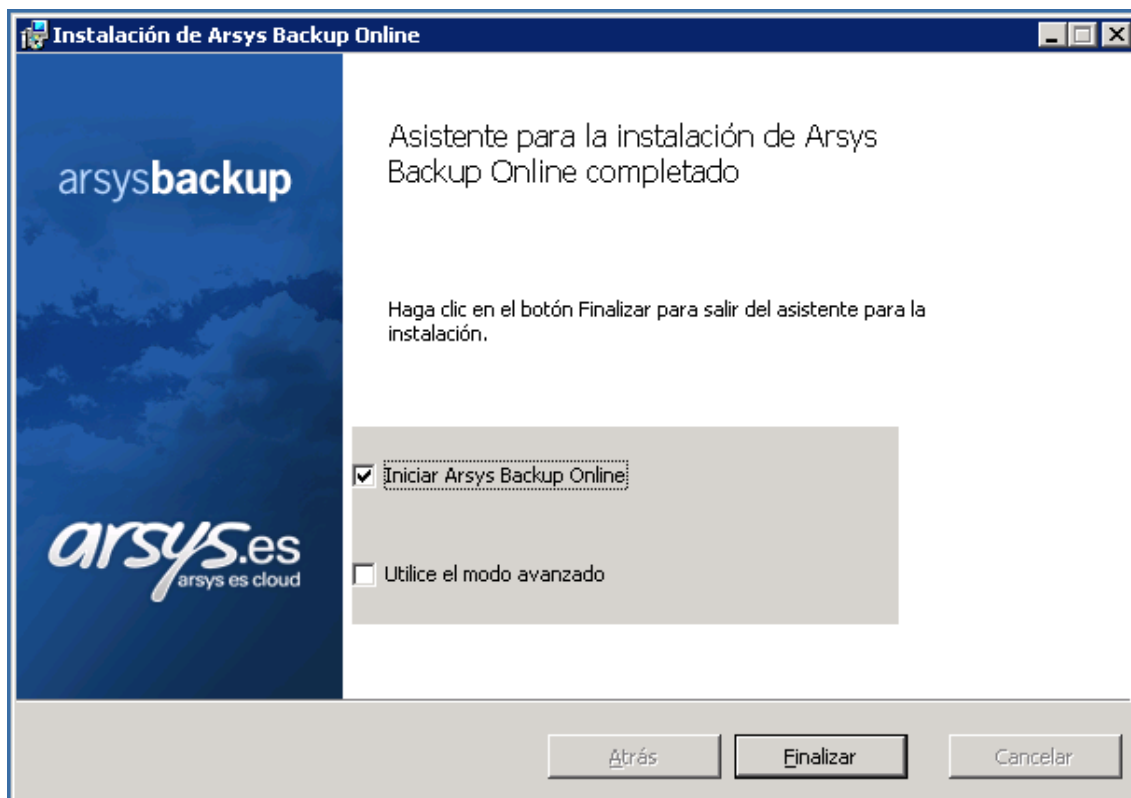 Instalación de Arsys Backup Online
arsysbackup
Asistente para la instalación de Arsys
Backup Online completado
Haga clic en el botón Finalizar para salir del asistente para la
instalación.
Iniciar Arsys Backup Online
Utilice el modo avanzado
arsys.es
arsys es cloud
Atrás
Finalizar
Cancelar